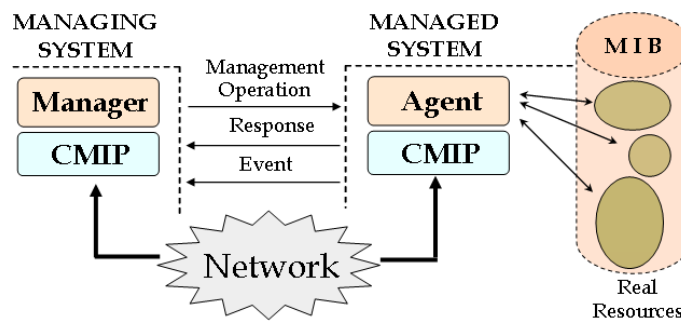 MANAGING
SYSTEM
MANAGED
SYSTEM
M I B
Manager
CMIP
Management
Operation
Response
Event
Agent
CMIP
Network
Real
Resources